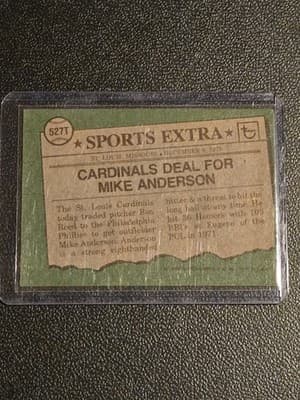 527T
★ SPORTS EXTRA ★
ST. LOUIS, MISSOURI • DECEMBER 9, 1975
CARDINALS DEAL FOR
MIKE ANDERSON
The St. Louis Cardinals
today traded pitcher Ron
Reed to the Philadelphia
Phillies to get outfielder
Mike Anderson. Anderson
is a strong righthanded
hitter & a threat to hit the
long ball at any time. He
hit 36 Homers with 109
RBI's at Eugene of the
PCL in 1971.